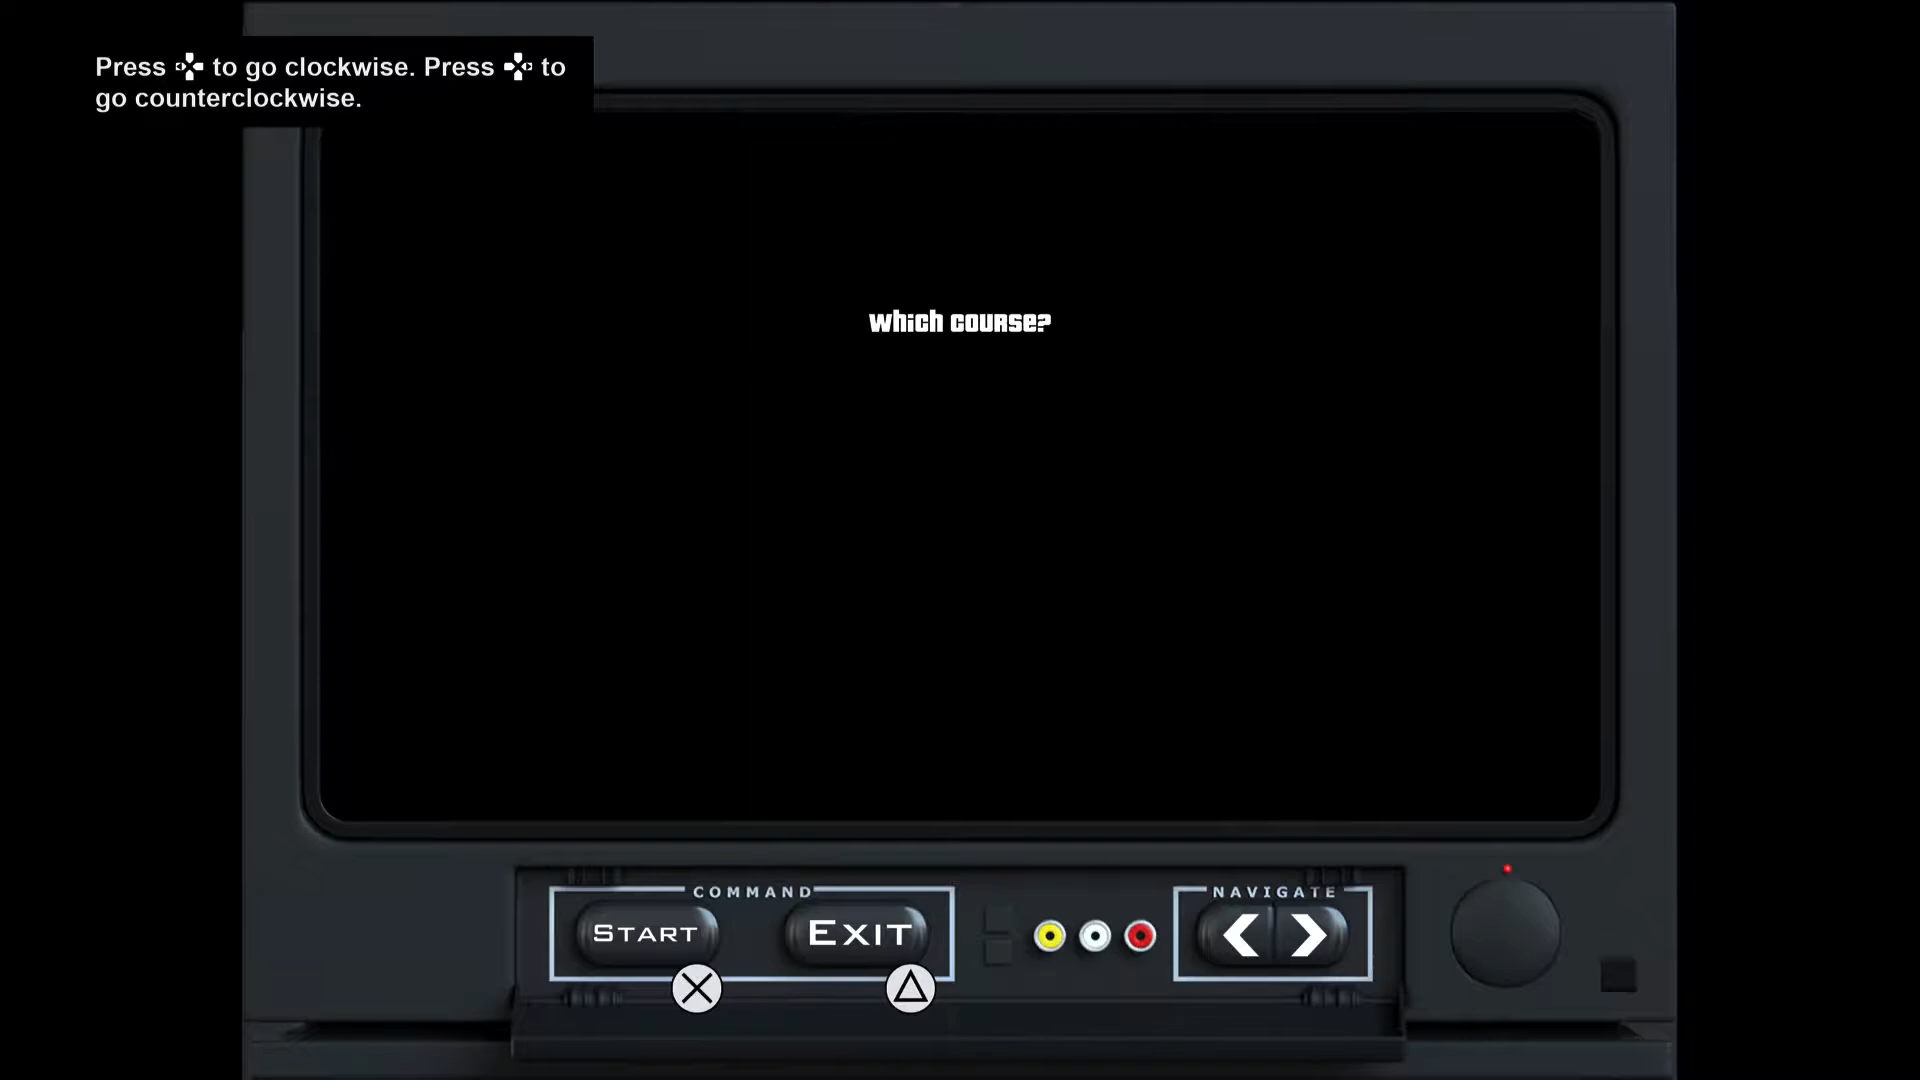 Press to go clockwise. Press to
go counterclockwise.
which course?
COMMAND
START
EXIT
NAVIGATE